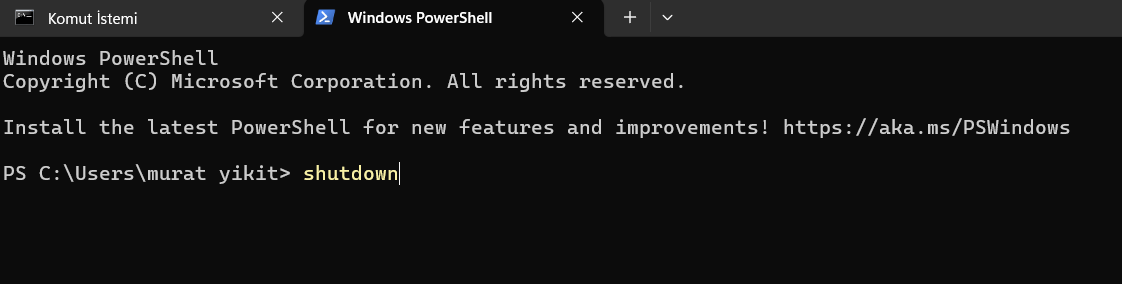 Komut İstemi
Windows PowerShell
Windows PowerShell
Copyright (C) Microsoft Corporation. All rights reserved.
Install the latest PowerShell for new features and improvements! https://aka.ms/PSWindows
PS C:\Users\murat yikit> shutdown